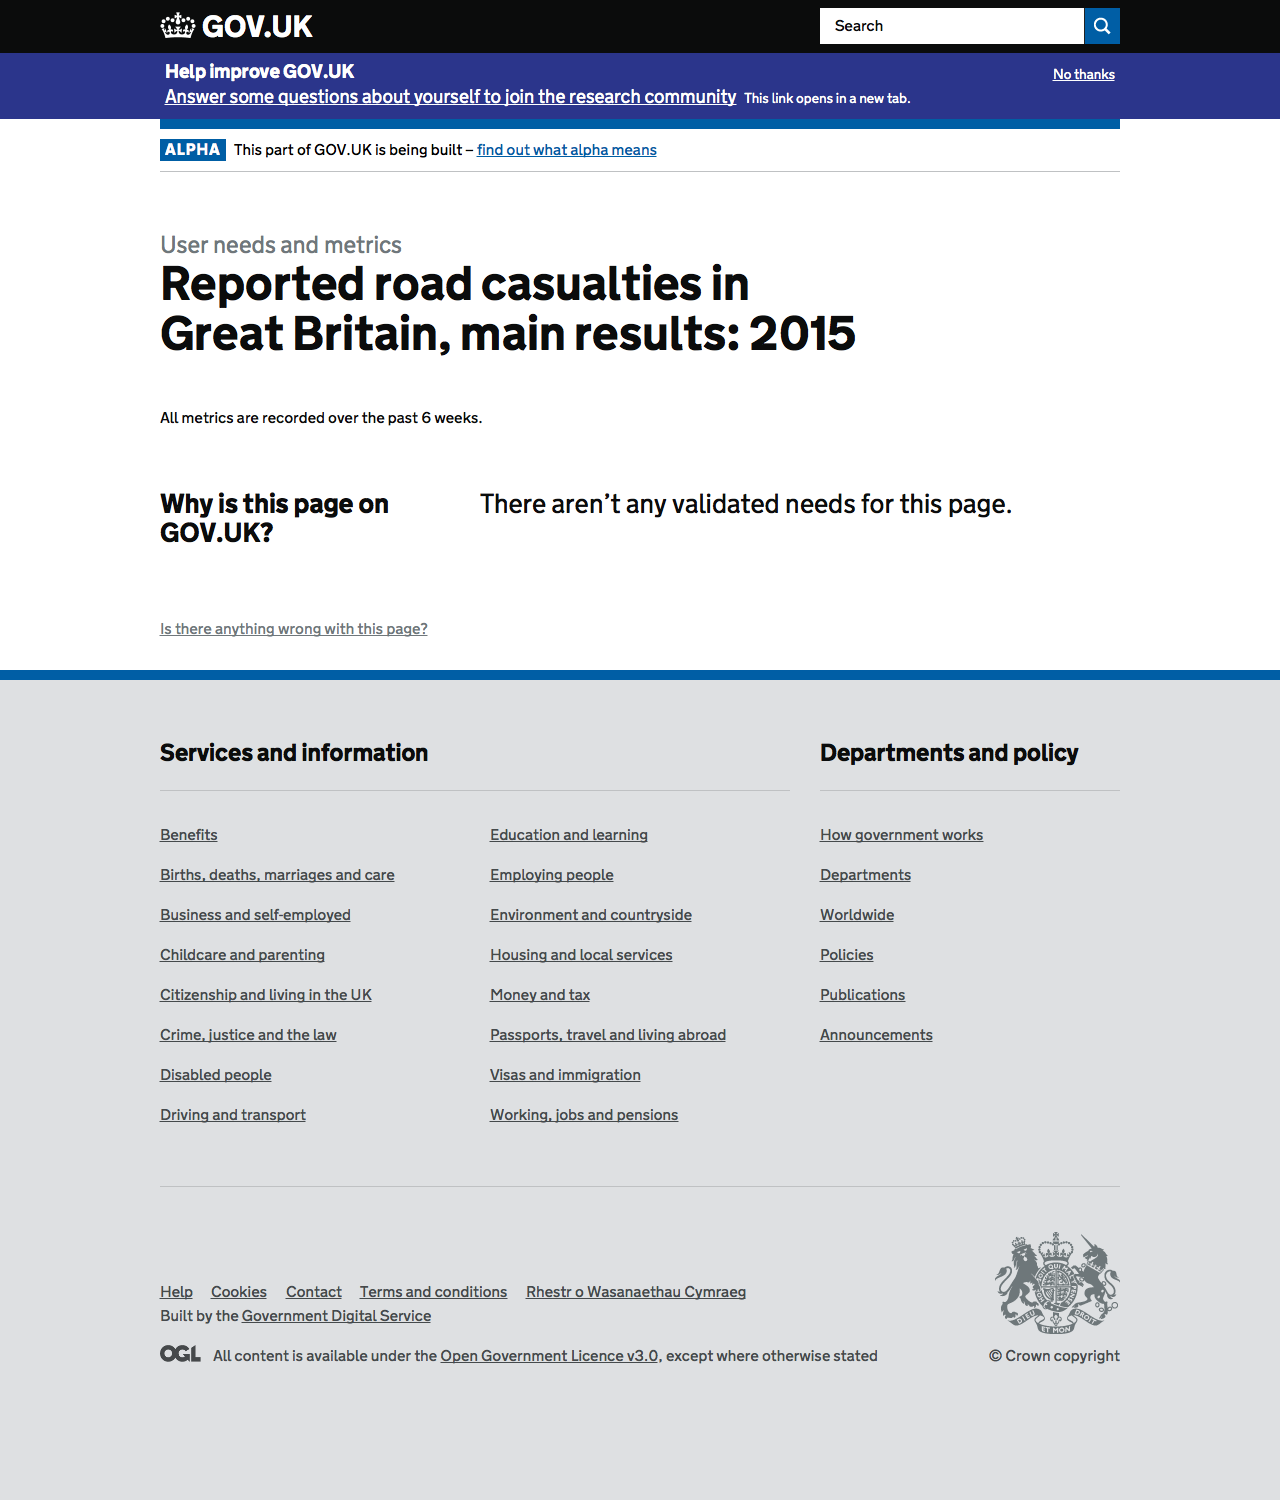 GOV.UK
Search
Help improve GOV.UK
No thanks
Answer some questions about yourself to join the research community This link opens in a new tab.
ALPHA This part of GOV.UK is being built – find out what alpha means
User needs and metrics
Reported road casualties in
Great Britain, main results: 2015
All metrics are recorded over the past 6 weeks.
Why is this page on
GOV.UK?
There aren’t any validated needs for this page.
Is there anything wrong with this page?
Services and information
Benefits
Births, deaths, marriages and care
Business and self-employed
Childcare and parenting
Citizenship and living in the UK
Crime, justice and the law
Disabled people
Driving and transport
Education and learning
Employing people
Environment and countryside
Housing and local services
Money and tax
Passports, travel and living abroad
Visas and immigration
Working, jobs and pensions
Departments and policy
How government works
Departments
Worldwide
Policies
Publications
Announcements
Help Cookies Contact Terms and conditions Rhestr o Wasanaethau Cymraeg
Built by the Government Digital Service
OGL All content is available under the Open Government Licence v3.0, except where otherwise stated
DIEU ET MON DROIT
© Crown copyright